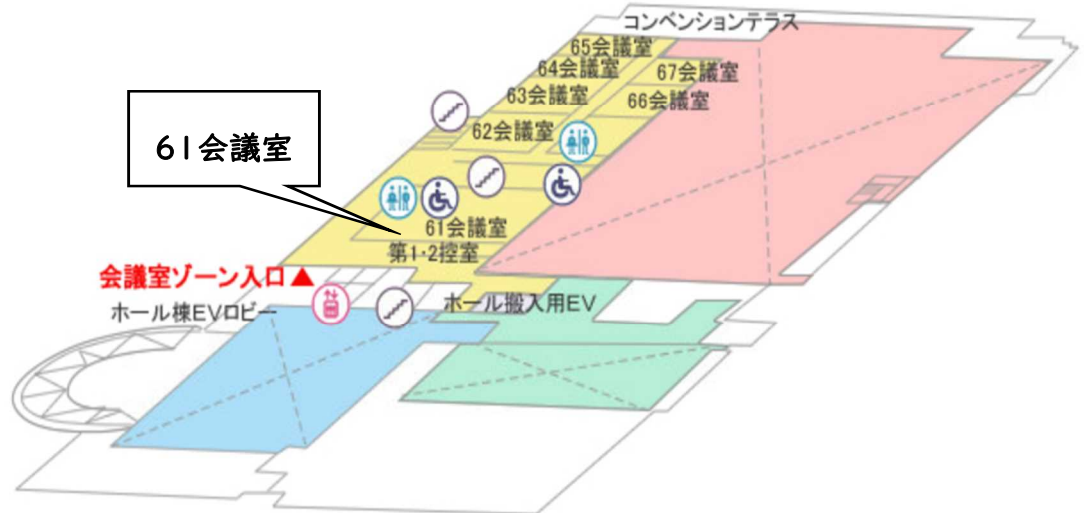 コンベンションテラス
65会議室
64会議室
67会議室
63会議室
66会議室
62会議室
61会議室
61会議室
第1・2控室
会議室ゾーン入口▲
ホール棟EVロビー
ホール搬入用EV